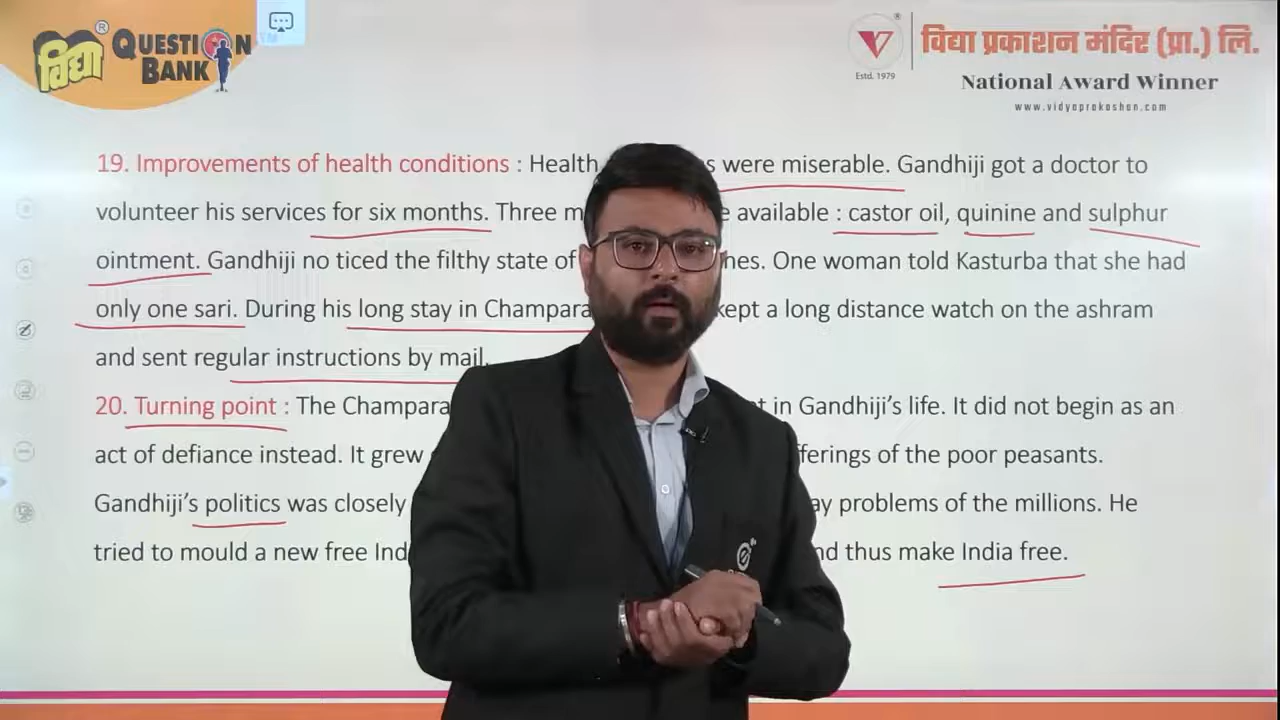 विद्या QUESTION BANK
Estd. 1979
विद्या प्रकाशन मंदिर (प्रा.) लि.
National Award Winner
www.vidyaprakashan.com
19. Improvements of health conditions : Health were miserable. Gandhiji got a doctor to
volunteer his services for six months. Three available : castor oil, quinine and sulphur
ointment. Gandhiji no ticed the filthy state of One woman told Kasturba that she had
only one sari. During his long stay in kept a long distance watch on the ashram
and sent regular instructions by mail.
20. Turning point : The in Gandhiji's life. It did not begin as an
act of defiance instead. It grew of the poor peasants.
Gandhiji's politics was closely problems of the millions. He
tried to mould a new free thus make India free.